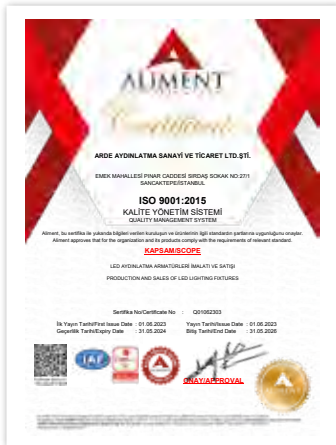 ALIMENT
Certificate
ARDE AYDINLATMA SANAYİ VE TİCARET LTD.ŞTİ.
EMEK MAHALLESİ PINAR CADDESİ SIRDAŞ SOKAK NO:27/1
SANCAKTEPE/İSTANBUL
ISO 9001:2015
KALİTE YÖNETİM SİSTEMİ
QUALITY MANAGEMENT SYSTEM
Aliment, bu sertifika ile yukarıda bilgileri verilen kuruluşun ve ürünlerinin ilgili standardın şartlarına uygunluğunu onaylar.
Aliment approves that for the organization and its products comply with the requirements of relevant standard.
KAPSAM/SCOPE
LED AYDINLATMA ARMATÜRLERİ İMALATI VE SATIŞI
PRODUCTION AND SALES OF LED LIGHTING FIXTURES
Sertifika No/Certificate No : Q01062303
İlk Yayın Tarihi/First Issue Date : 01.06.2023 Yayın Tarihi/Issue Date : 01.06.2023
Geçerlilik Tarihi/Expiry Date : 31.05.2024 Bitiş Tarihi/End Date : 31.05.2026
IAF
ONAY/APPROVAL